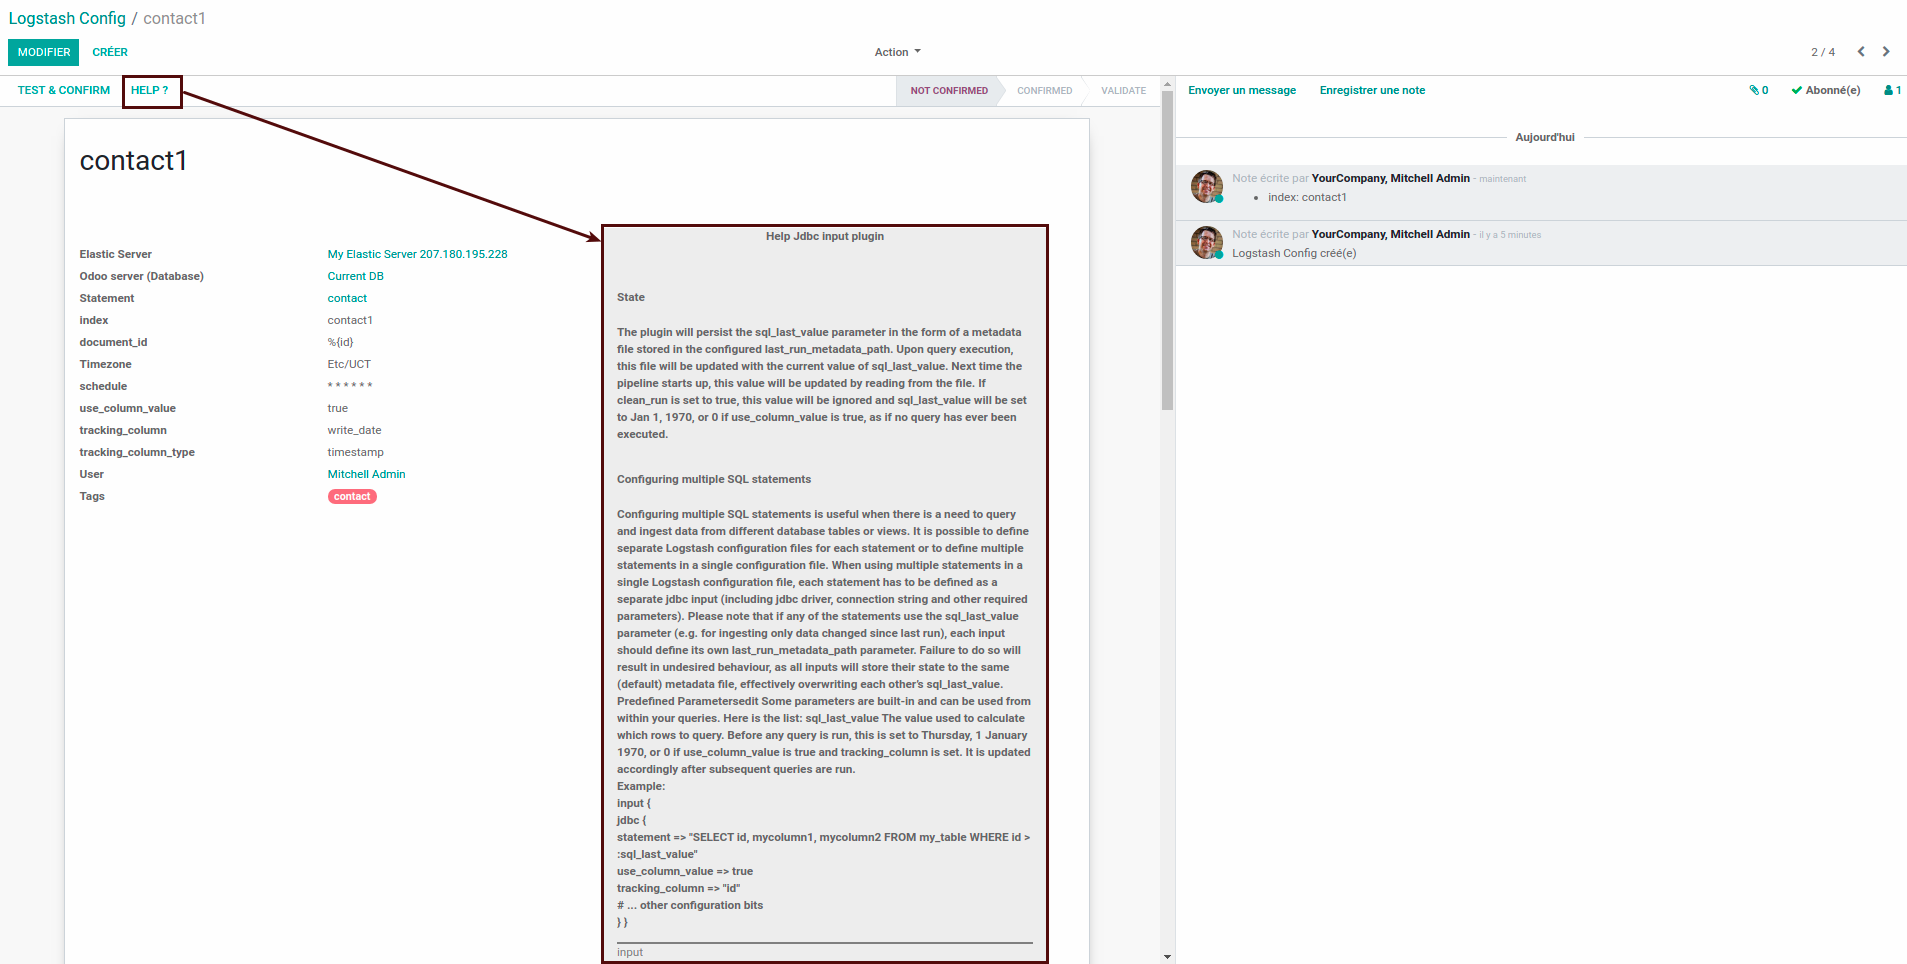 Logstash Config / contact1
MODIFIER CRÉER Action 2 / 4
TEST & CONFIRM HELP ? NOT CONFIRMED CONFIRMED VALIDATE
contact1
Elastic Server My Elastic Server 207.180.195.228
Odoo server (Database) Current DB
Statement contact
index contact1
document_id %{id}
Timezone Etc/UCT
schedule * * * * * *
use_column_value true
tracking_column write_date
tracking_column_type timestamp
User Mitchell Admin
Tags contact
Help Jdbc input plugin
State
The plugin will persist the sql_last_value parameter in the form of a metadata
file stored in the configured last_run_metadata_path. Upon query execution,
this file will be updated with the current value of sql_last_value. Next time the
pipeline starts up, this value will be updated by reading from the file. If
clean_run is set to true, this value will be ignored and sql_last_value will be set
to Jan 1, 1970, or 0 if use_column_value is true, as if no query has ever been
executed.
Configuring multiple SQL statements
Configuring multiple SQL statements is useful when there is a need to query
and ingest data from different database tables or views. It is possible to define
separate Logstash configuration files for each statement or to define multiple
statements in a single configuration file. When using multiple statements in a
single Logstash configuration file, each statement has to be defined as a
separate jdbc input (including jdbc driver, connection string and other required
parameters). Please note that if any of the statements use the sql_last_value
parameter (e.g. for ingesting only data changed since last run), each input
should define its own last_run_metadata_path parameter. Failure to do so will
result in undesired behaviour, as all inputs will store their state to the same
(default) metadata file, effectively overwriting each other's sql_last_value.
Predefined Parametersedit Some parameters are built-in and can be used from
within your queries. Here is the list: sql_last_value The value used to calculate
which rows to query. Before any query is run, this is set to Thursday, 1 January
1970, or 0 if use_column_value is true and tracking_column is set. It is updated
accordingly after subsequent queries are run.
Example:
input {
jdbc {
statement => "SELECT id, mycolumn1, mycolumn2 FROM my_table WHERE id >
:sql_last_value"
use_column_value => true
tracking_column => "id"
# ... other configuration bits
} }
input
Envoyer un message Enregistrer une note 0 Abonné(e) 1
Aujourd'hui
Note écrite par YourCompany, Mitchell Admin - maintenant
• index: contact1
Note écrite par YourCompany, Mitchell Admin - il y a 5 minutes
Logstash Config créé(e)